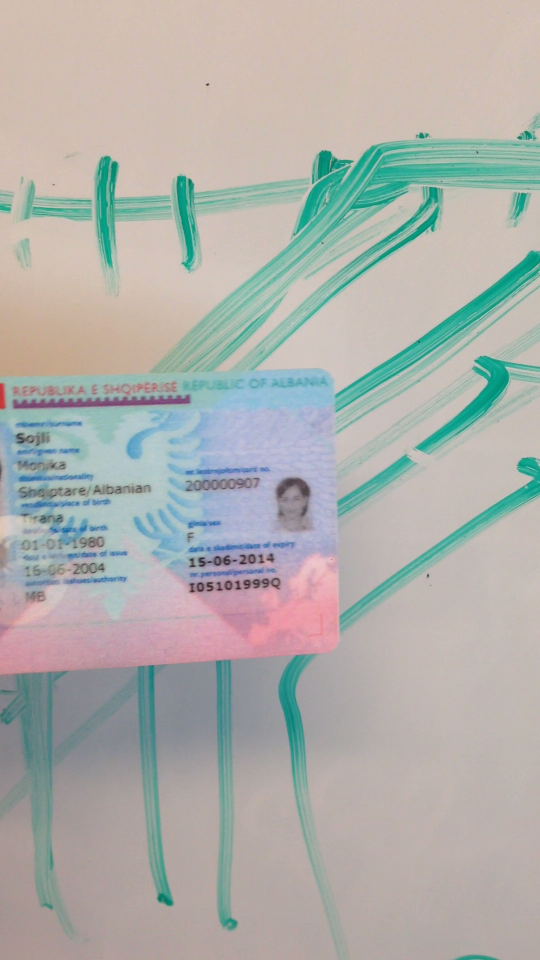 REPUBLIKA E SHQIPËRISË REPUBLIC OF ALBANIA
mbiemri/surname
Sojli
emri/given name
Monika
shtetësia/nationality
Shqiptare/Albanian
nr.leternjoftimi/card no.
200000907
vendlindja/place of birth
Tirana
datëlindja/date of birth
01-01-1980
gjinia/sex
F
data e lëshimit/date of issue
16-06-2004
data e skadimit/date of expiry
15-06-2014
autoriteti lëshues/authority
MB
nr.personal/personal no.
I05101999Q